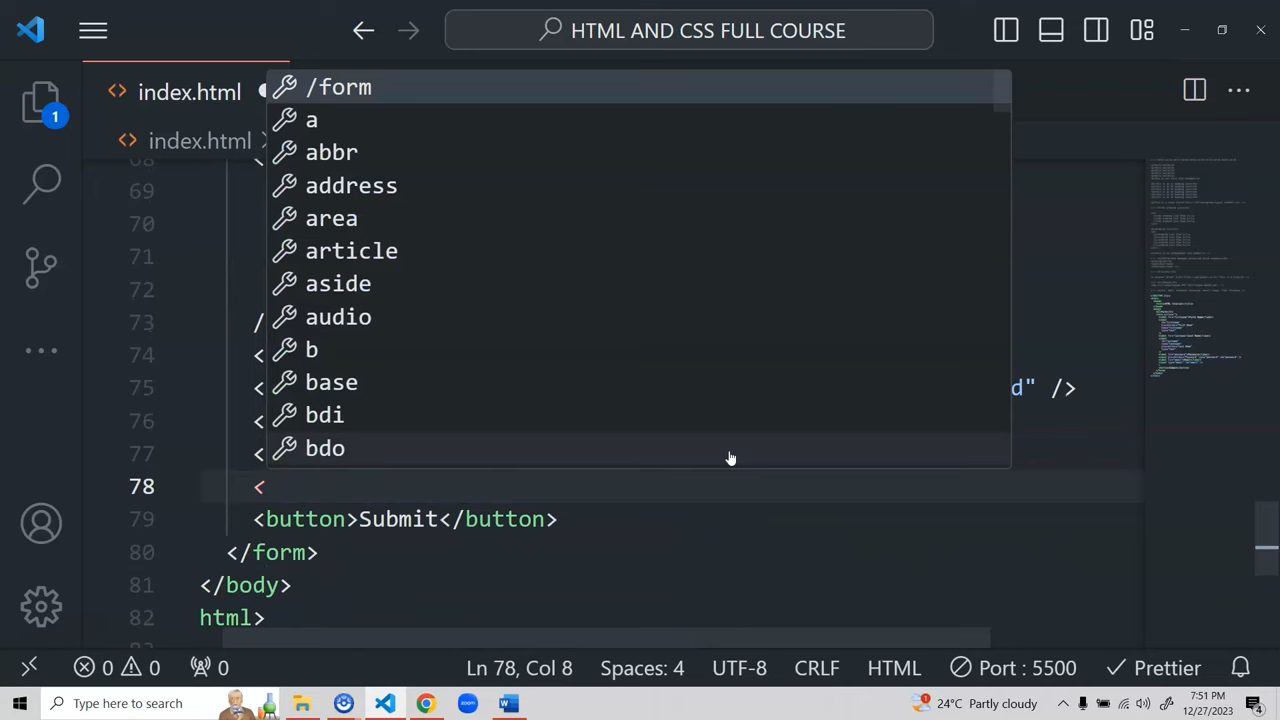 HTML AND CSS FULL COURSE
index.html
1
index.html
/form
a
abbr
address
area
article
aside
audio
b
base
bdi
bdo
69
70
71
72
73 /
74 <
75 < d" />
76 <
77 <
78 <
79 <button>Submit</button>
80 </form>
81 </body>
82 html>
0 0 0
Ln 78, Col 8 Spaces: 4 UTF-8 CRLF HTML Port : 5500 Prettier
Type here to search
zoom
1 24°C Partly cloudy
7:51 PM
12/27/2023
4